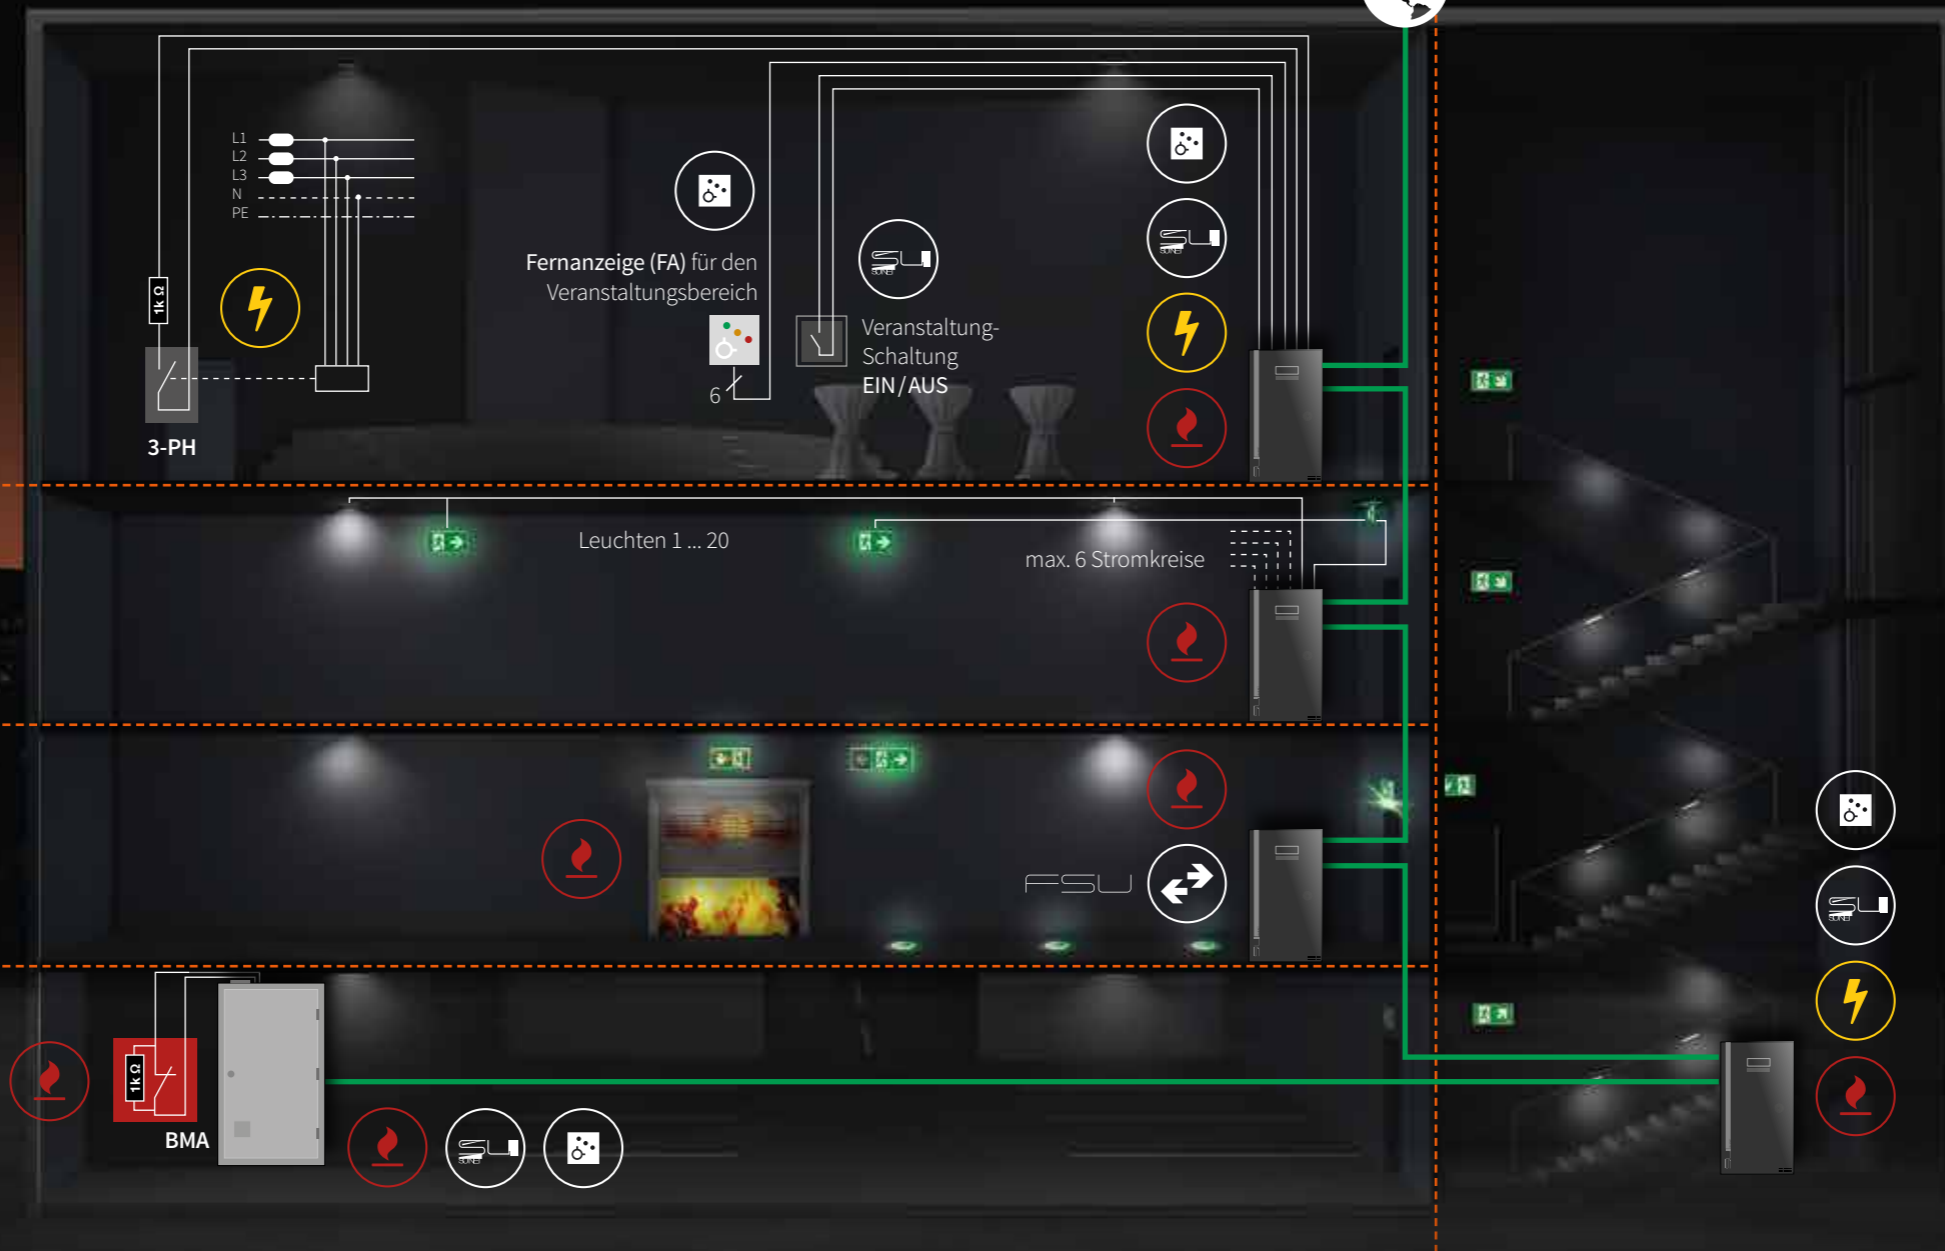 L1
L2
L3
N
PE
1k Ω
3-PH
Fernanzeige (FA) für den
Veranstaltungsbereich
6
Veranstaltung-
Schaltung
EIN/AUS
Leuchten 1 ... 20
max. 6 Stromkreise
FSU
1k Ω
BMA